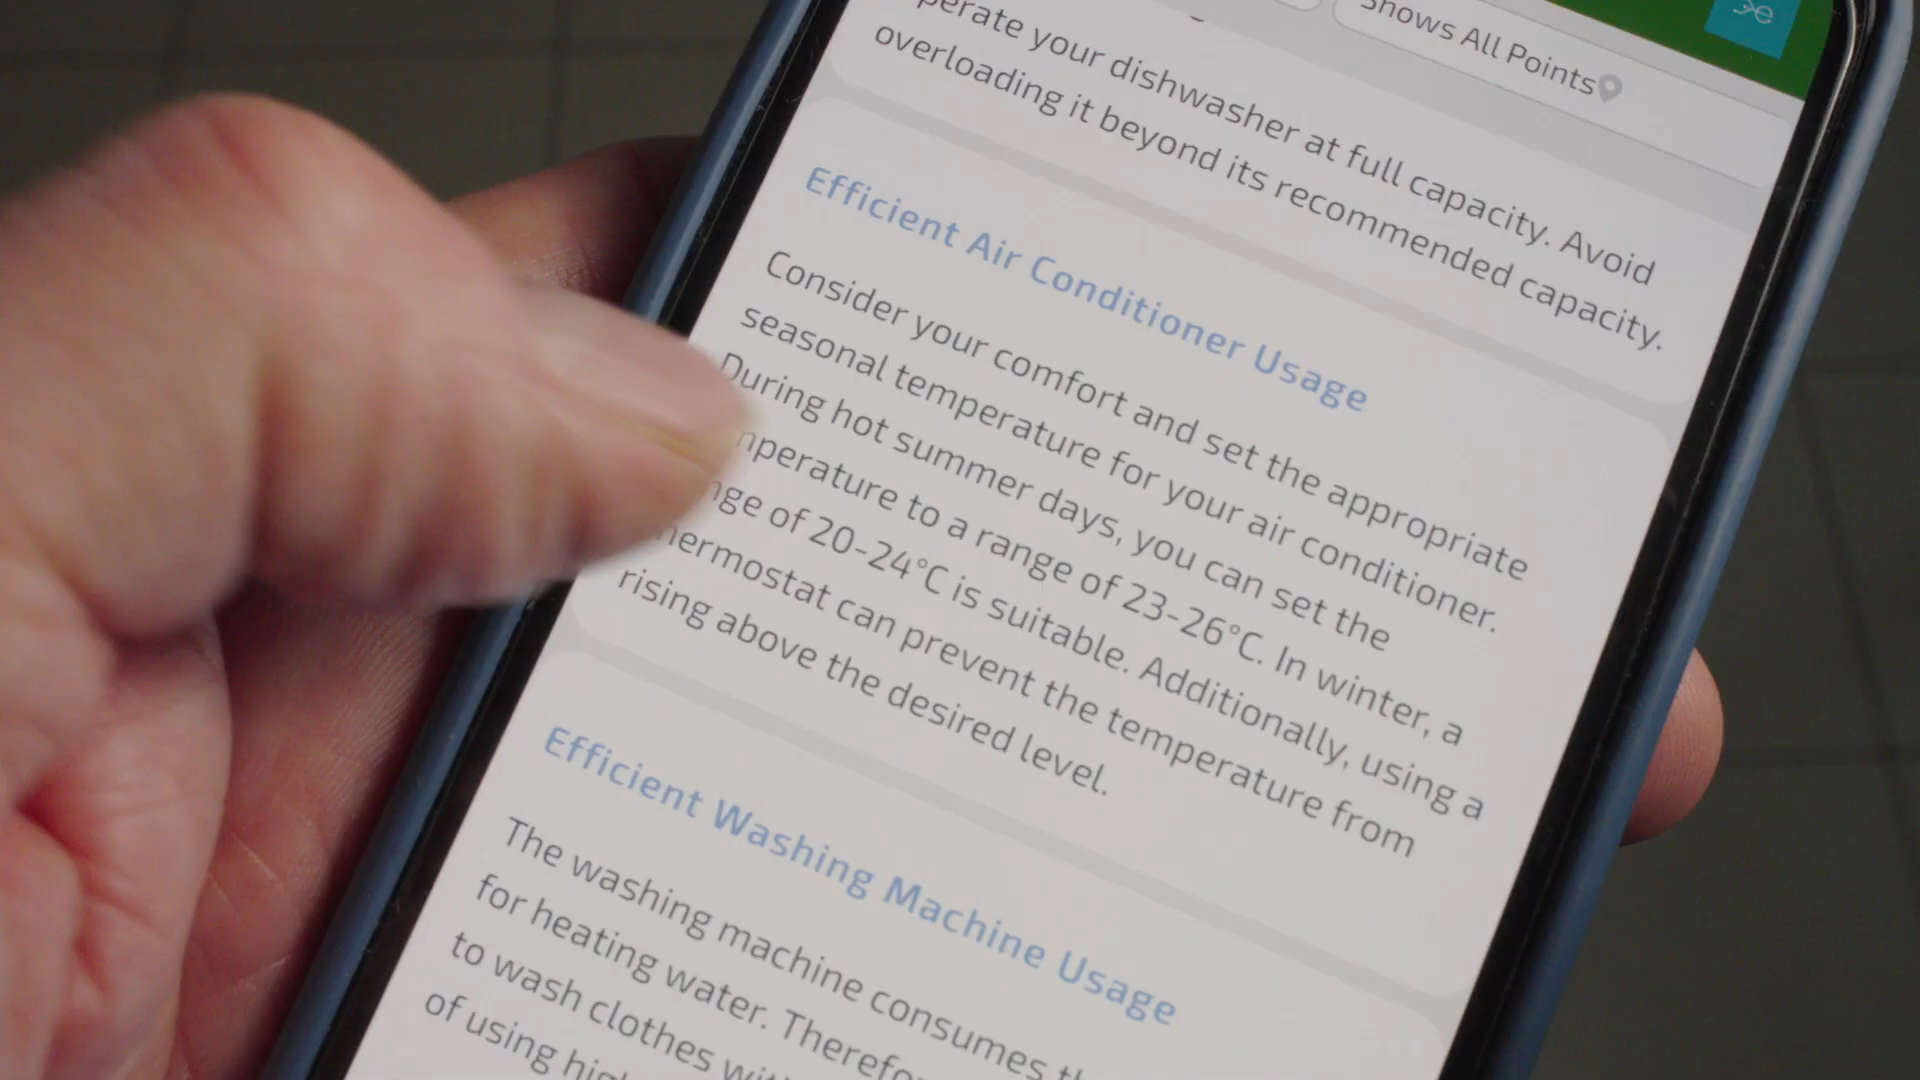 Shows All Points
perate your dishwasher at full capacity. Avoid
overloading it beyond its recommended capacity.
Efficient Air Conditioner Usage
Consider your comfort and set the appropriate
seasonal temperature for your air conditioner.
During hot summer days, you can set the
mperature to a range of 23-26°C. In winter, a
nge of 20-24°C is suitable. Additionally, using a
hermostat can prevent the temperature from
rising above the desired level.
Efficient Washing Machine Usage
The washing machine consumes th
for heating water. Therefo
to wash clothes wit
of using hig